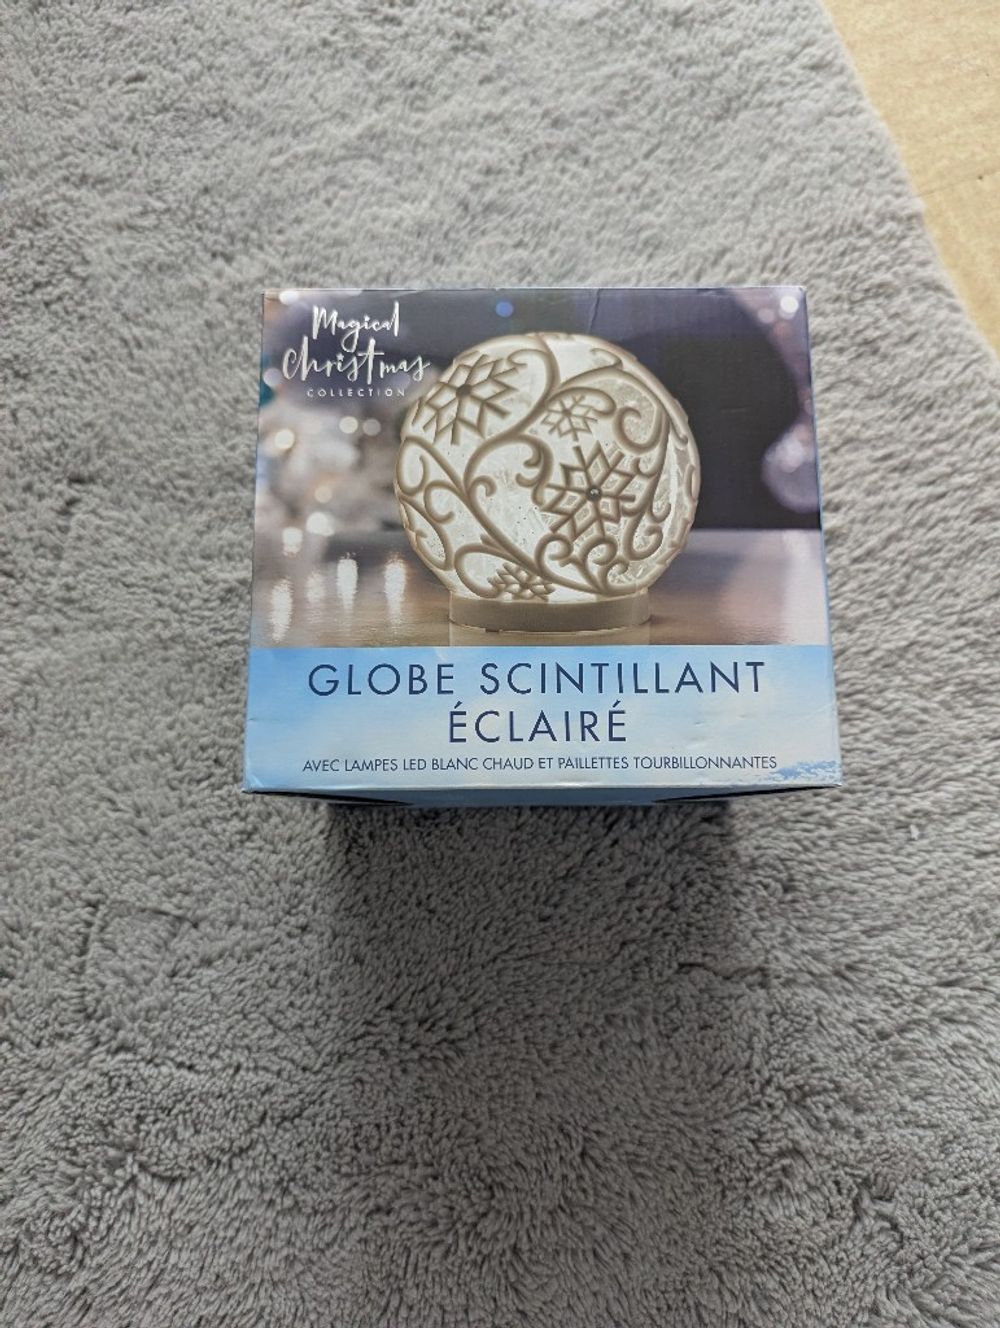 Magical
Christmas
COLLECTION
GLOBE SCINTILLANT
ÉCLAIRÉ
AVEC LAMPES LED BLANC CHAUD ET PAILLETTES TOURBILLONNANTES